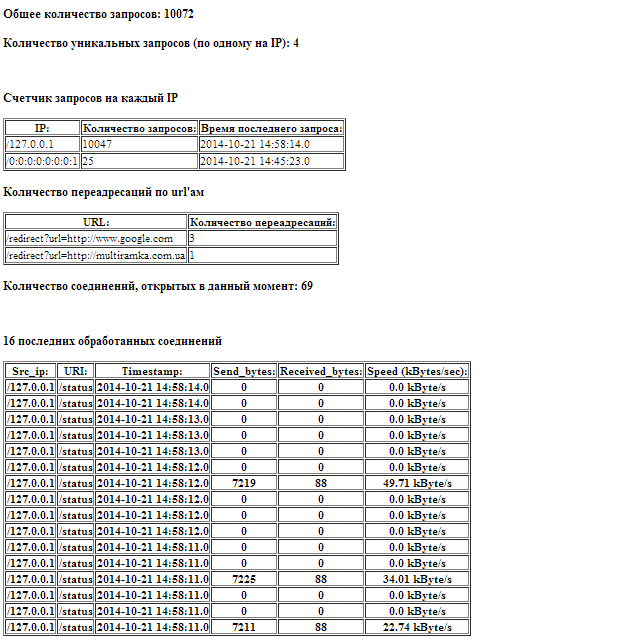 Общее количество запросов: 10072
Количество уникальных запросов (по одному на IP): 4
Счетчик запросов на каждый IP
IP: Количество запросов: Время последнего запроса:
/127.0.0.1 10047 2014-10-21 14:58:14.0
/0:0:0:0:0:0:0:1 25 2014-10-21 14:45:23.0
Количество переадресаций по url'ам
URL: Количество переадресаций:
/redirect?url=http://www.google.com 3
/redirect?url=http://multiramka.com.ua 1
Количество соединений, открытых в данный момент: 69
16 последних обработанных соединений
Src_ip: URI: Timestamp: Send_bytes: Received_bytes: Speed (kBytes/sec):
/127.0.0.1 /status 2014-10-21 14:58:14.0 0 0 0.0 kByte/s
/127.0.0.1 /status 2014-10-21 14:58:14.0 0 0 0.0 kByte/s
/127.0.0.1 /status 2014-10-21 14:58:13.0 0 0 0.0 kByte/s
/127.0.0.1 /status 2014-10-21 14:58:13.0 0 0 0.0 kByte/s
/127.0.0.1 /status 2014-10-21 14:58:13.0 0 0 0.0 kByte/s
/127.0.0.1 /status 2014-10-21 14:58:12.0 0 0 0.0 kByte/s
/127.0.0.1 /status 2014-10-21 14:58:12.0 7219 88 49.71 kByte/s
/127.0.0.1 /status 2014-10-21 14:58:12.0 0 0 0.0 kByte/s
/127.0.0.1 /status 2014-10-21 14:58:12.0 0 0 0.0 kByte/s
/127.0.0.1 /status 2014-10-21 14:58:12.0 0 0 0.0 kByte/s
/127.0.0.1 /status 2014-10-21 14:58:11.0 0 0 0.0 kByte/s
/127.0.0.1 /status 2014-10-21 14:58:11.0 0 0 0.0 kByte/s
/127.0.0.1 /status 2014-10-21 14:58:11.0 7225 88 34.01 kByte/s
/127.0.0.1 /status 2014-10-21 14:58:11.0 0 0 0.0 kByte/s
/127.0.0.1 /status 2014-10-21 14:58:11.0 0 0 0.0 kByte/s
/127.0.0.1 /status 2014-10-21 14:58:11.0 7211 88 22.74 kByte/s